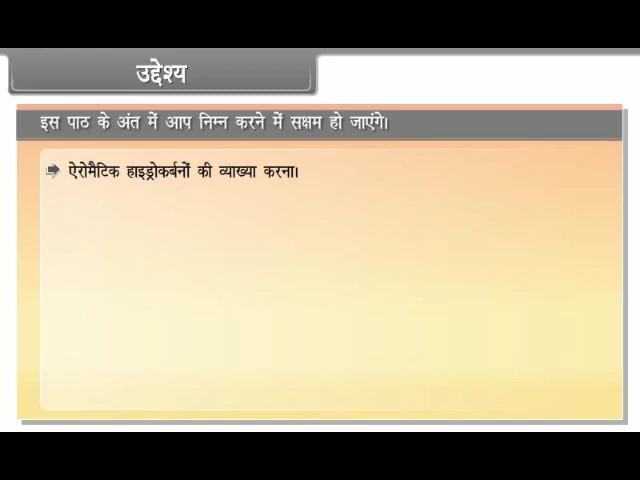 उद्देश्य
इस पाठ के अंत में आप निम्न करने में सक्षम हो जाएंगे।
ऐरोमैटिक हाइड्रोकर्बनों की व्याख्या करना।